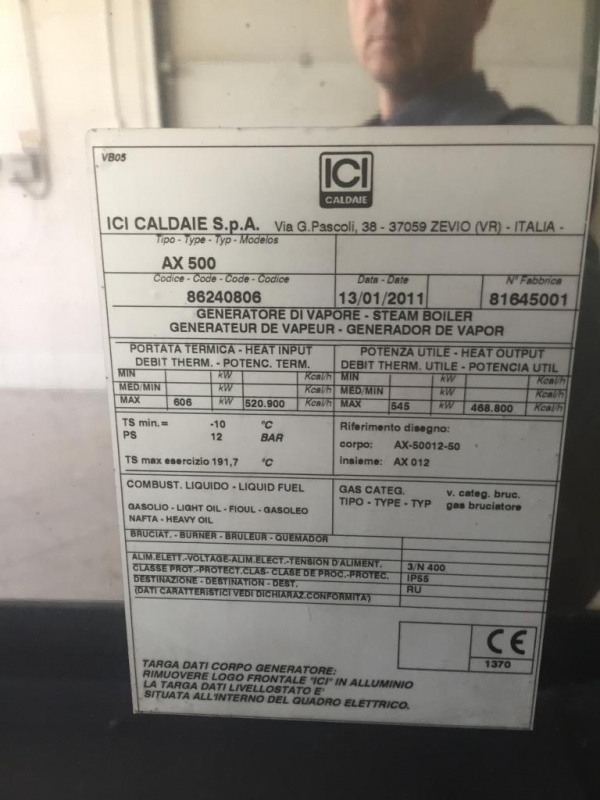 VB05
ICI
CALDAIE
ICI CALDAIE S.p.A. Via G.Pascoli, 38 - 37059 ZEVIO (VR) - ITALIA -
Tipo - Type - Typ - Modelos
AX 500
Codice - Code - Code - Codice Data - Date N° Fabbrica
86240806 13/01/2011 81645001
GENERATORE DI VAPORE - STEAM BOILER
GENERATEUR DE VAPEUR - GENERADOR DE VAPOR
PORTATA TERMICA - HEAT INPUT POTENZA UTILE - HEAT OUTPUT
DEBIT THERM. - POTENC. TERM. DEBIT THERM. UTILE - POTENCIA UTIL
MIN kW Kcal/h MIN kW Kcal/h
MED/MIN kW Kcal/h MED/MIN kW Kcal/h
MAX 606 kW 520.900 Kcal/h MAX 545 kW 468.800 Kcal/h
TS min.= -10 °C Riferimento disegno:
PS 12 BAR corpo: AX-50012-50
TS max esercizio 191,7 °C insieme: AX 012
COMBUST. LIQUIDO - LIQUID FUEL GAS CATEG. v. categ. bruc.
GASOLIO - LIGHT OIL - FIOUL - GASOLEO TIPO - TYPE - TYP gas bruciatore
NAFTA - HEAVY OIL
BRUCIAT. - BURNER - BRULEUR - QUEMADOR
ALIM.ELETT.-VOLTAGE-ALIM.ELECT.-TENSION D'ALIMENT. 3/N 400
CLASSE PROT.-PROTECT.CLAS- CLASE DE PROC.-PROTEC. IP55
DESTINAZIONE - DESTINATION - DEST. RU
(DATI CARATTERISTICI VEDI DICHIARAZ.CONFORMITA')
CE
1370
TARGA DATI CORPO GENERATORE:
RIMUOVERE LOGO FRONTALE "ICI" IN ALLUMINIO
LA TARGA DATI LIVELLOSTATO E'
SITUATA ALL'INTERNO DEL QUADRO ELETTRICO.